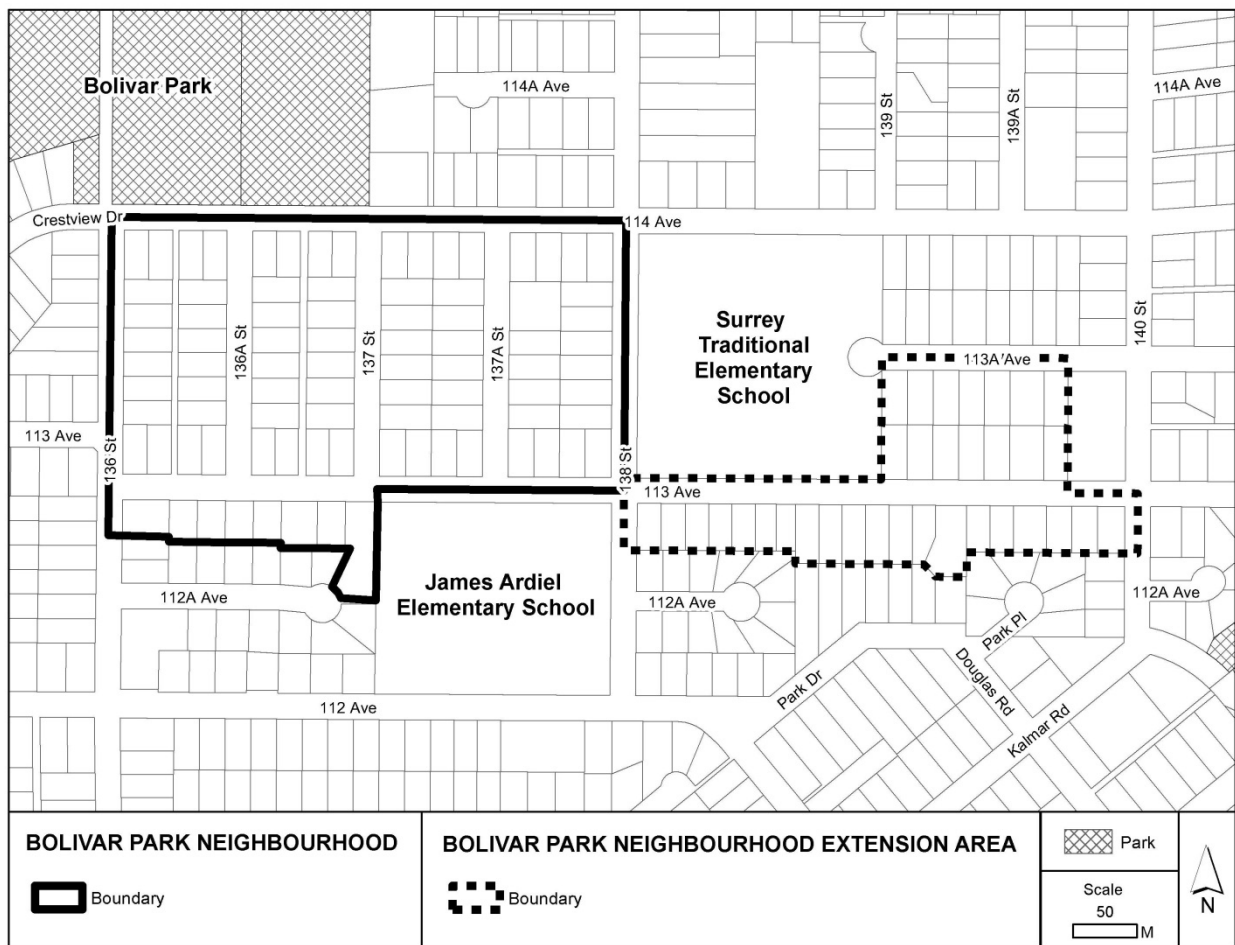 Bolivar Park
114A Ave
139 St
139A St
114A Ave
Crestview Dr
114 Ave
136A St
137 St
137A St
Surrey
Traditional
Elementary
School
140 St
113A Ave
113 Ave
136 St
138 St
113 Ave
James Ardiel
Elementary School
112A Ave
112A Ave
112A Ave
Park Pl
Douglas Rd
Park Dr
Kalmar Rd
112 Ave
BOLIVAR PARK NEIGHBOURHOOD
Boundary
BOLIVAR PARK NEIGHBOURHOOD EXTENSION AREA
Boundary
Park
Scale
50
M
N